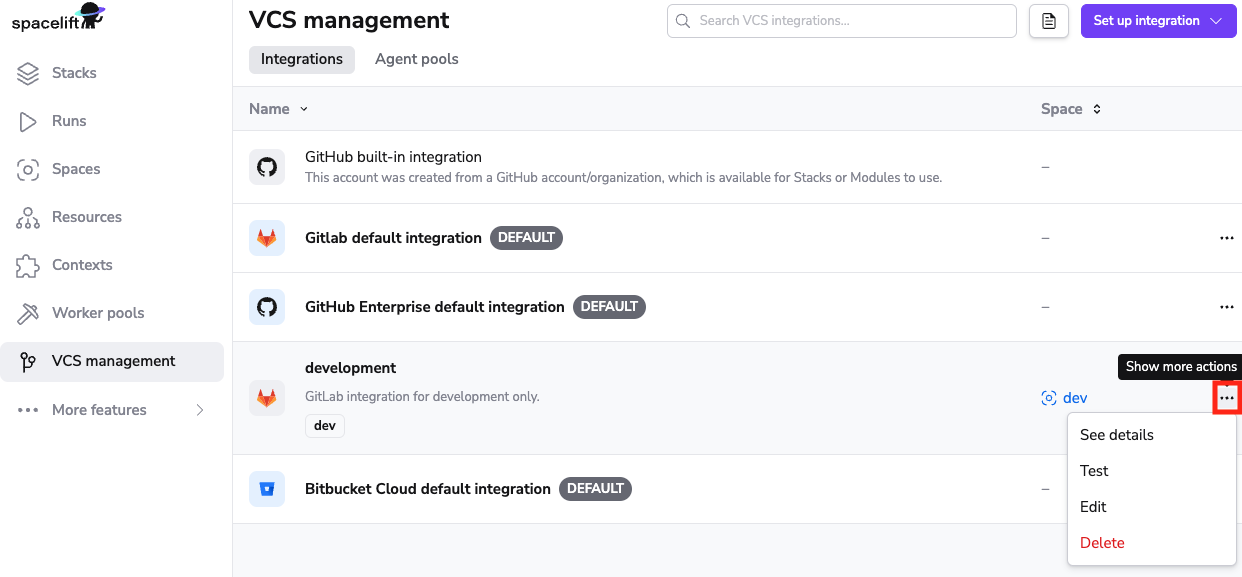 spacelift
VCS management
Search VCS integrations...
Set up integration
Integrations
Agent pools
Stacks
Runs
Spaces
Resources
Contexts
Worker pools
VCS management
More features
Name
Space
GitHub built-in integration
This account was created from a GitHub account/organization, which is available for Stacks or Modules to use.
–
Gitlab default integration DEFAULT
–
GitHub Enterprise default integration DEFAULT
–
development
GitLab integration for development only.
dev
dev
Show more actions
See details
Test
Edit
Delete
Bitbucket Cloud default integration DEFAULT
–